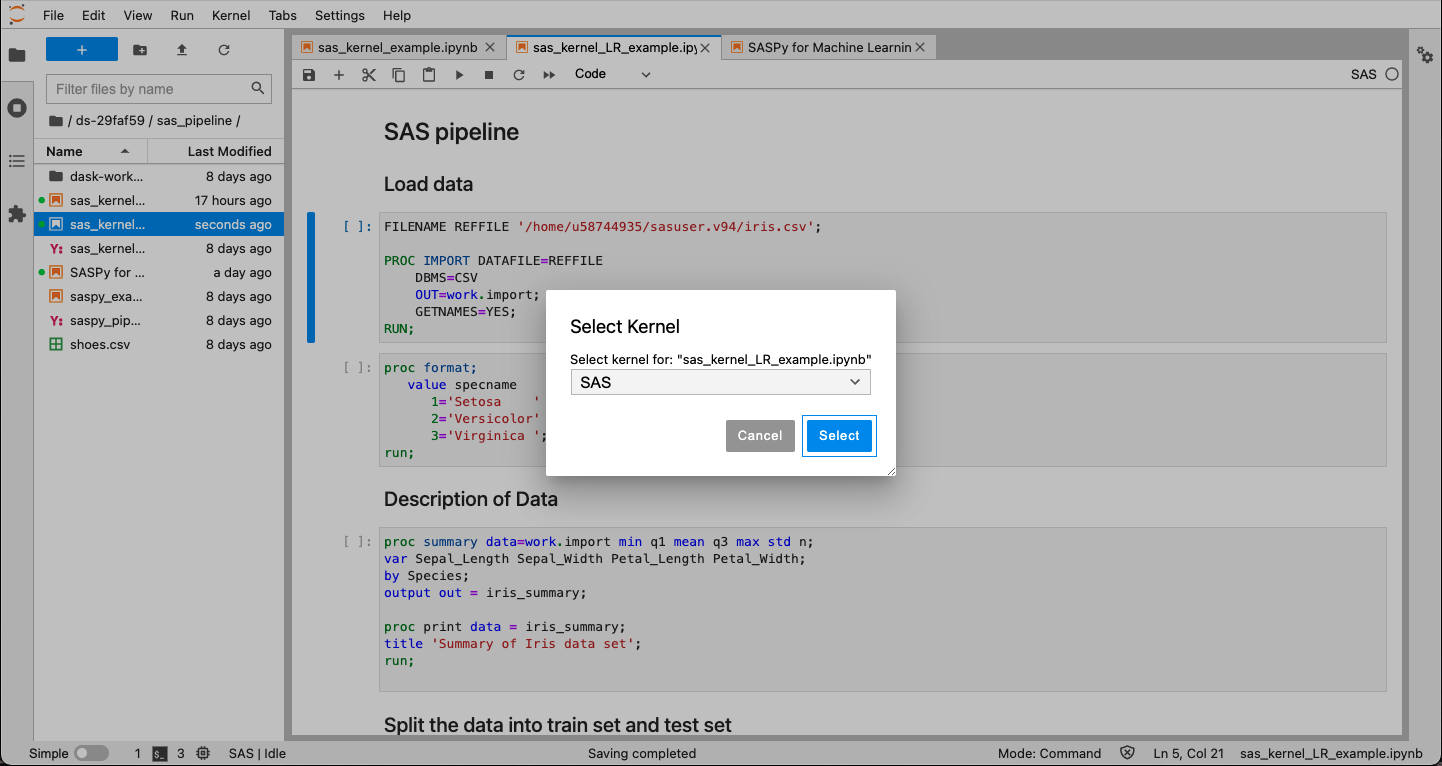 File Edit View Run Kernel Tabs Settings Help
+
Filter files by name
/ ds-29faf59 / sas_pipeline /
Name Last Modified
dask-work... 8 days ago
sas_kernel... 17 hours ago
sas_kernel... seconds ago
Y: sas_kernel... 8 days ago
SASPy for ... a day ago
saspy_exa... 8 days ago
Y: saspy_pip... 8 days ago
shoes.csv 8 days ago
sas_kernel_example.ipynb
sas_kernel_LR_example.ipy
SASPy for Machine Learnin
Code
SAS
SAS pipeline
Load data
[ ]: FILENAME REFFILE '/home/u58744935/sasuser.v94/iris.csv';
PROC IMPORT DATAFILE=REFFILE
DBMS=CSV
OUT=work.import;
GETNAMES=YES;
RUN;
[ ]: proc format;
value specname
1='Setosa '
2='Versicolor'
3='Virginica ';
run;
Select Kernel
Select kernel for: "sas_kernel_LR_example.ipynb"
SAS
Cancel
Select
Description of Data
[ ]: proc summary data=work.import min q1 mean q3 max std n;
var Sepal_Length Sepal_Width Petal_Length Petal_Width;
by Species;
output out = iris_summary;
proc print data = iris_summary;
title 'Summary of Iris data set';
run;
Split the data into train set and test set
Simple 1 $_ 3 SAS | Idle Saving completed Mode: Command Ln 5, Col 21 sas_kernel_LR_example.ipynb